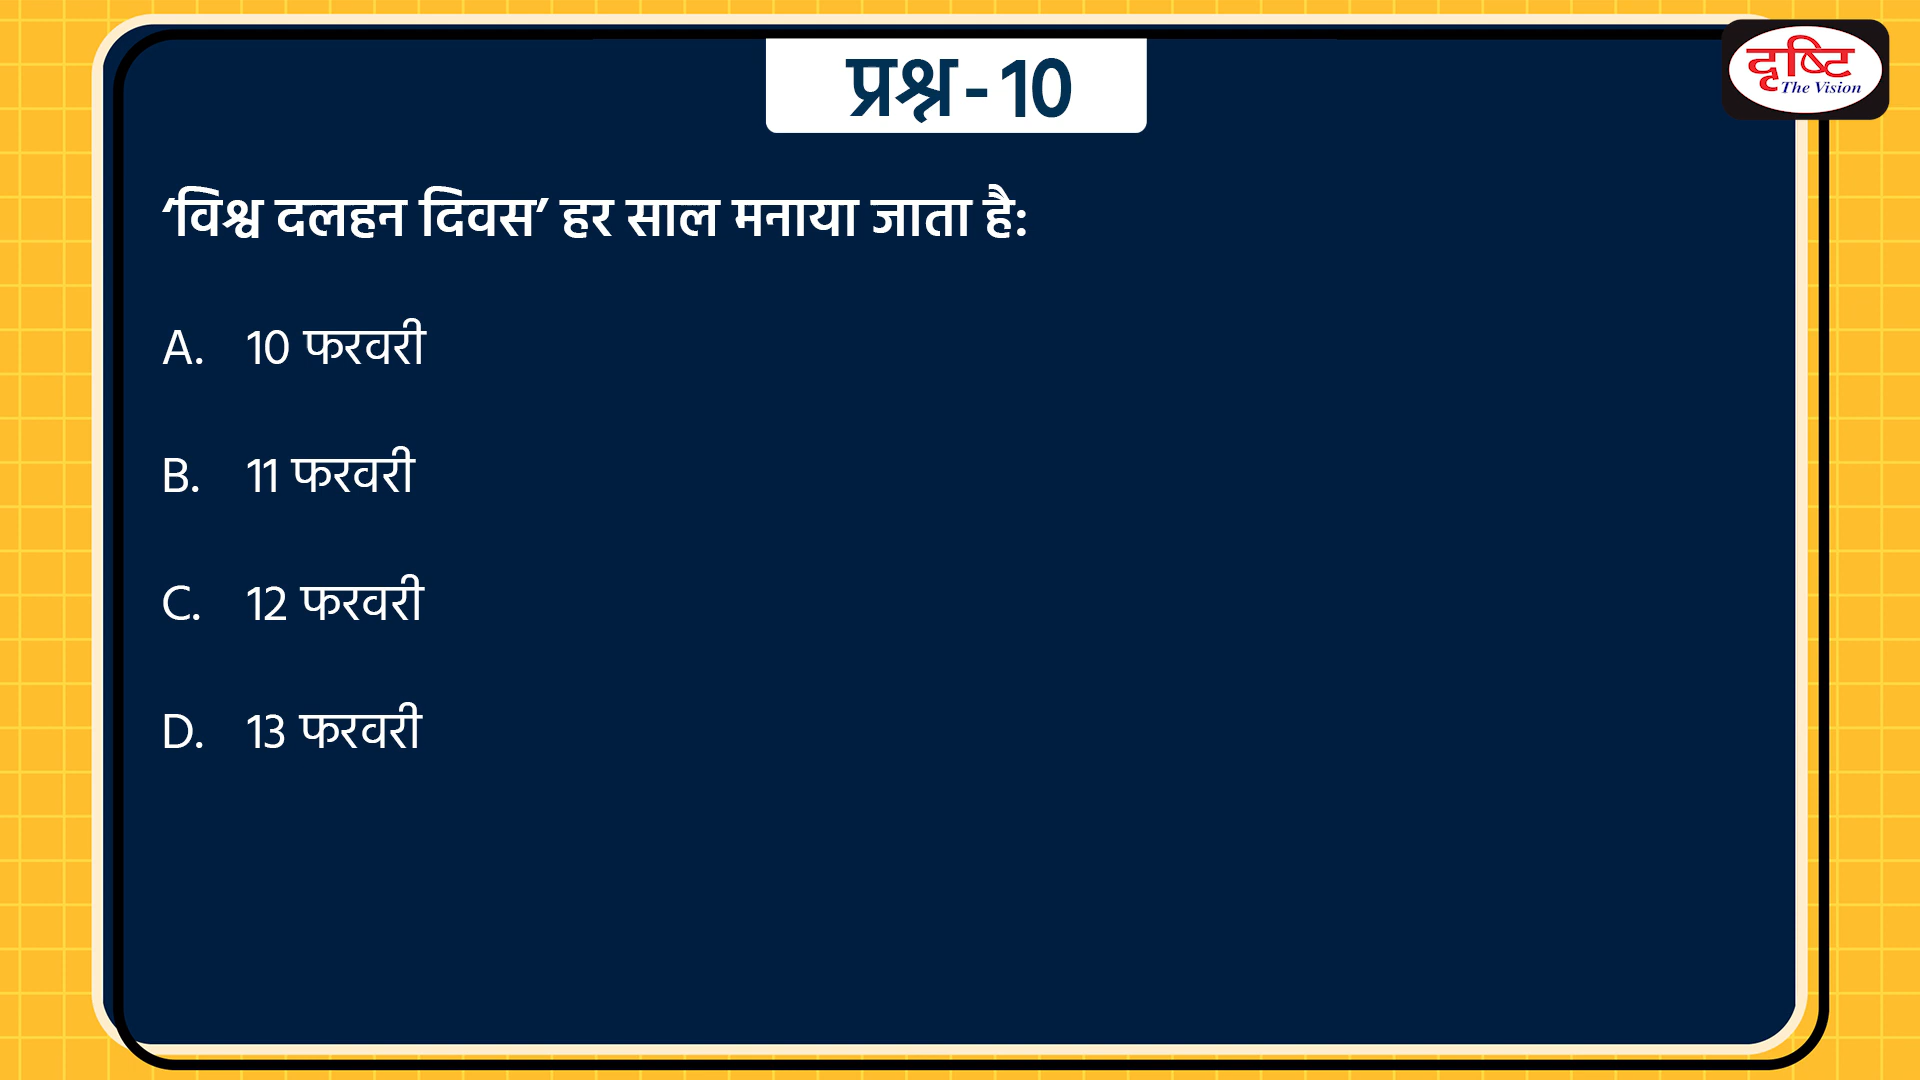 प्रश्न - 10
दृष्टि
The Vision
‘विश्व दलहन दिवस’ हर साल मनाया जाता है:
A. 10 फरवरी
B. 11 फरवरी
C. 12 फरवरी
D. 13 फरवरी